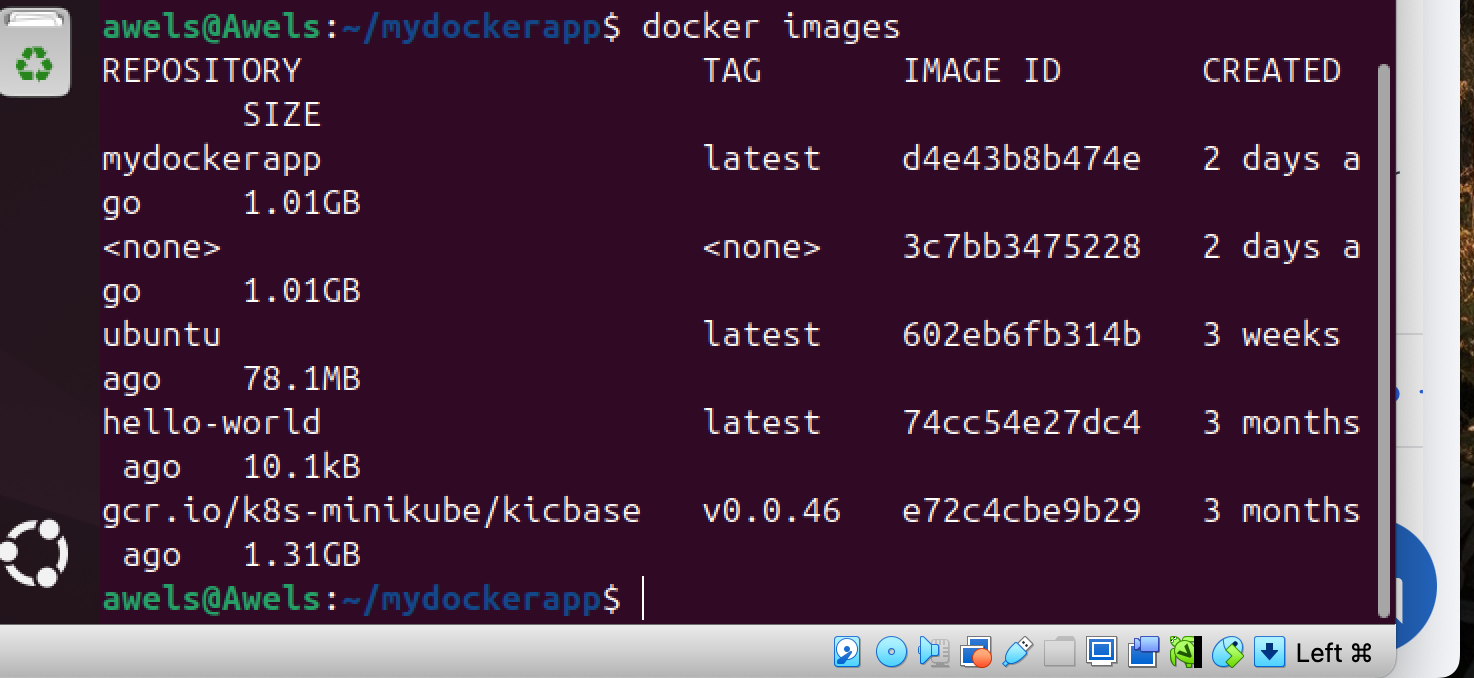 awels@Awels:~/mydockerapp$ docker images
REPOSITORY TAG IMAGE ID CREATED
SIZE
mydockerapp latest d4e43b8b474e 2 days a
go 1.01GB
<none> <none> 3c7bb3475228 2 days a
go 1.01GB
ubuntu latest 602eb6fb314b 3 weeks
ago 78.1MB
hello-world latest 74cc54e27dc4 3 months
ago 10.1kB
gcr.io/k8s-minikube/kicbase v0.0.46 e72c4cbe9b29 3 months
ago 1.31GB
awels@Awels:~/mydockerapp$
Left ⌘